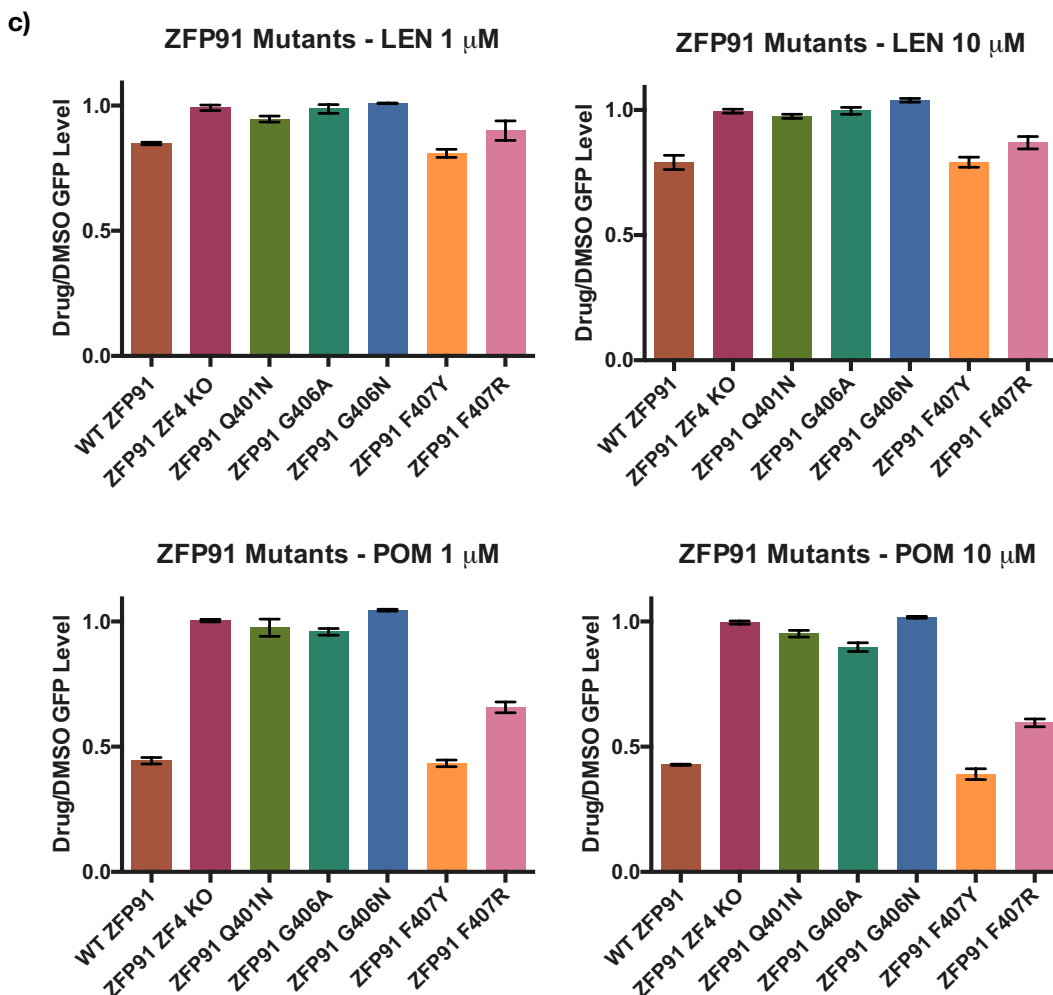 c)
ZFP91 Mutants - LEN 1 μM
Drug/DMSO GFP Level
1.0
0.5
0.0
WT ZFP91
ZFP91 ZF4 KO
ZFP91 Q401N
ZFP91 G406A
ZFP91 G406N
ZFP91 F407Y
ZFP91 F407R
ZFP91 Mutants - LEN 10 μM
Drug/DMSO GFP Level
1.0
0.5
0.0
WT ZFP91
ZFP91 ZF4 KO
ZFP91 Q401N
ZFP91 G406A
ZFP91 G406N
ZFP91 F407Y
ZFP91 F407R
ZFP91 Mutants - POM 1 μM
Drug/DMSO GFP Level
1.0
0.5
0.0
WT ZFP91
ZFP91 ZF4 KO
ZFP91 Q401N
ZFP91 G406A
ZFP91 G406N
ZFP91 F407Y
ZFP91 F407R
ZFP91 Mutants - POM 10 μM
Drug/DMSO GFP Level
1.0
0.5
0.0
WT ZFP91
ZFP91 ZF4 KO
ZFP91 Q401N
ZFP91 G406A
ZFP91 G406N
ZFP91 F407Y
ZFP91 F407R